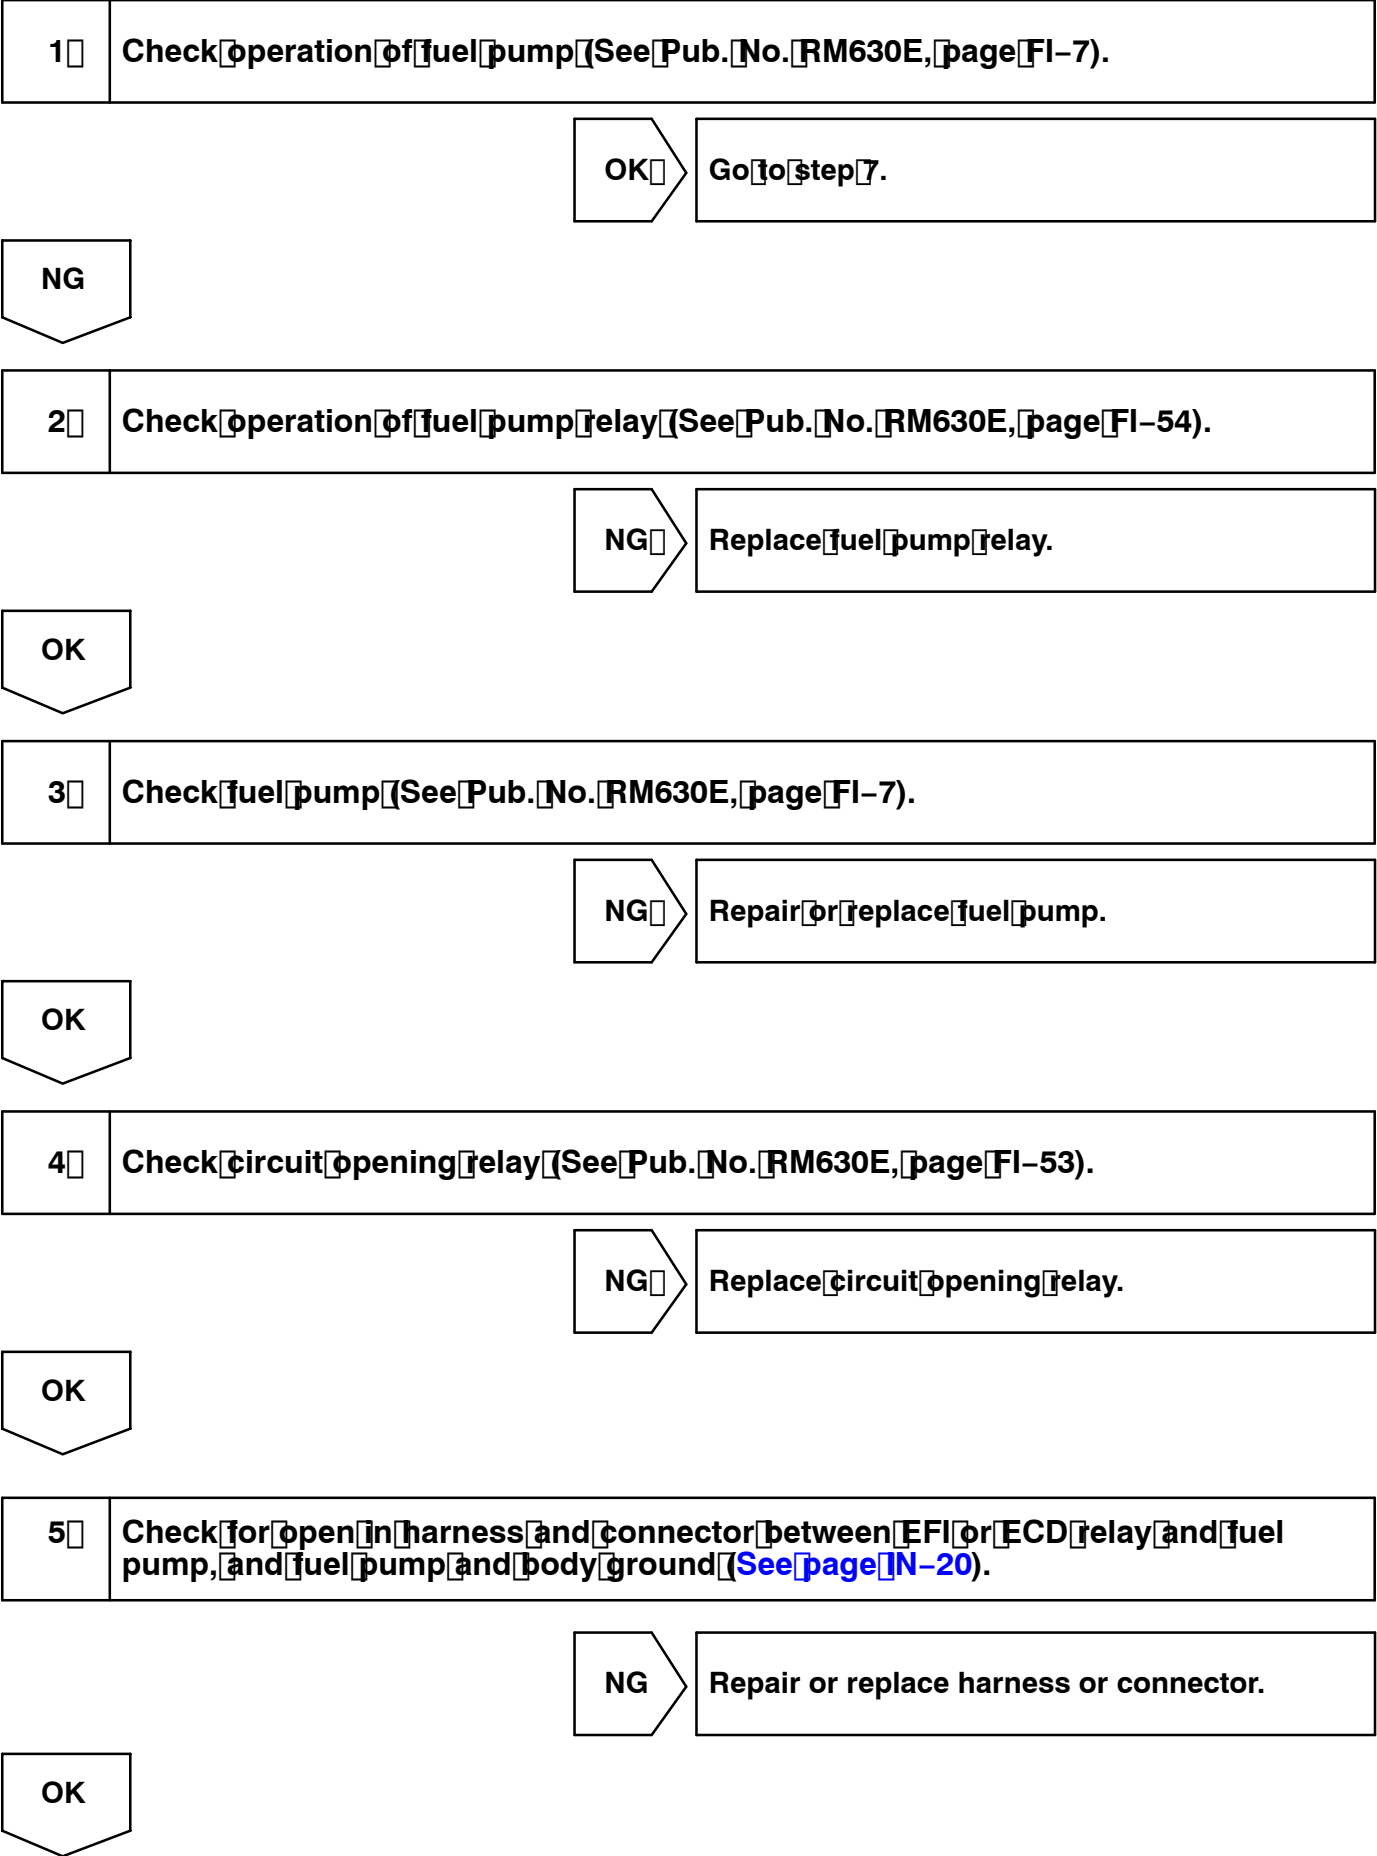 1 Check operation of fuel pump (See Pub. No. RM630E, page FI–7).
OK Go to step 7.
NG
2 Check operation of fuel pump relay (See Pub. No. RM630E, page FI–54).
NG Replace fuel pump relay.
OK
3 Check fuel pump (See Pub. No. RM630E, page FI–7).
NG Repair or replace fuel pump.
OK
4 Check circuit opening relay (See Pub. No. RM630E, page FI–53).
NG Replace circuit opening relay.
OK
5 Check for open in harness and connector between EFI or ECD relay and fuel
pump, and fuel pump and body ground (See page IN–20).
NG Repair or replace harness or connector.
OK